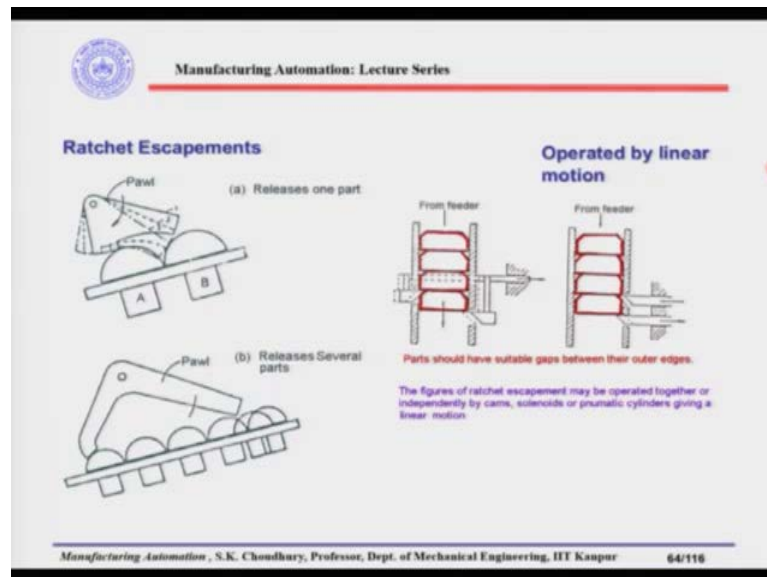 Manufacturing Automation: Lecture Series
Ratchet Escapements
Pawl
(a) Releases one part
A
B
Pawl
(b) Releases Several
parts
Operated by linear
motion
From feeder
From feeder
Parts should have suitable gaps between their outer edges.
The figures of ratchet escapement may be operated together or
independently by cams, solenoids or pnumatic cylinders giving a
linear motion
Manufacturing Automation , S.K. Choudhury, Professor, Dept. of Mechanical Engineering, IIT Kanpur
64/116